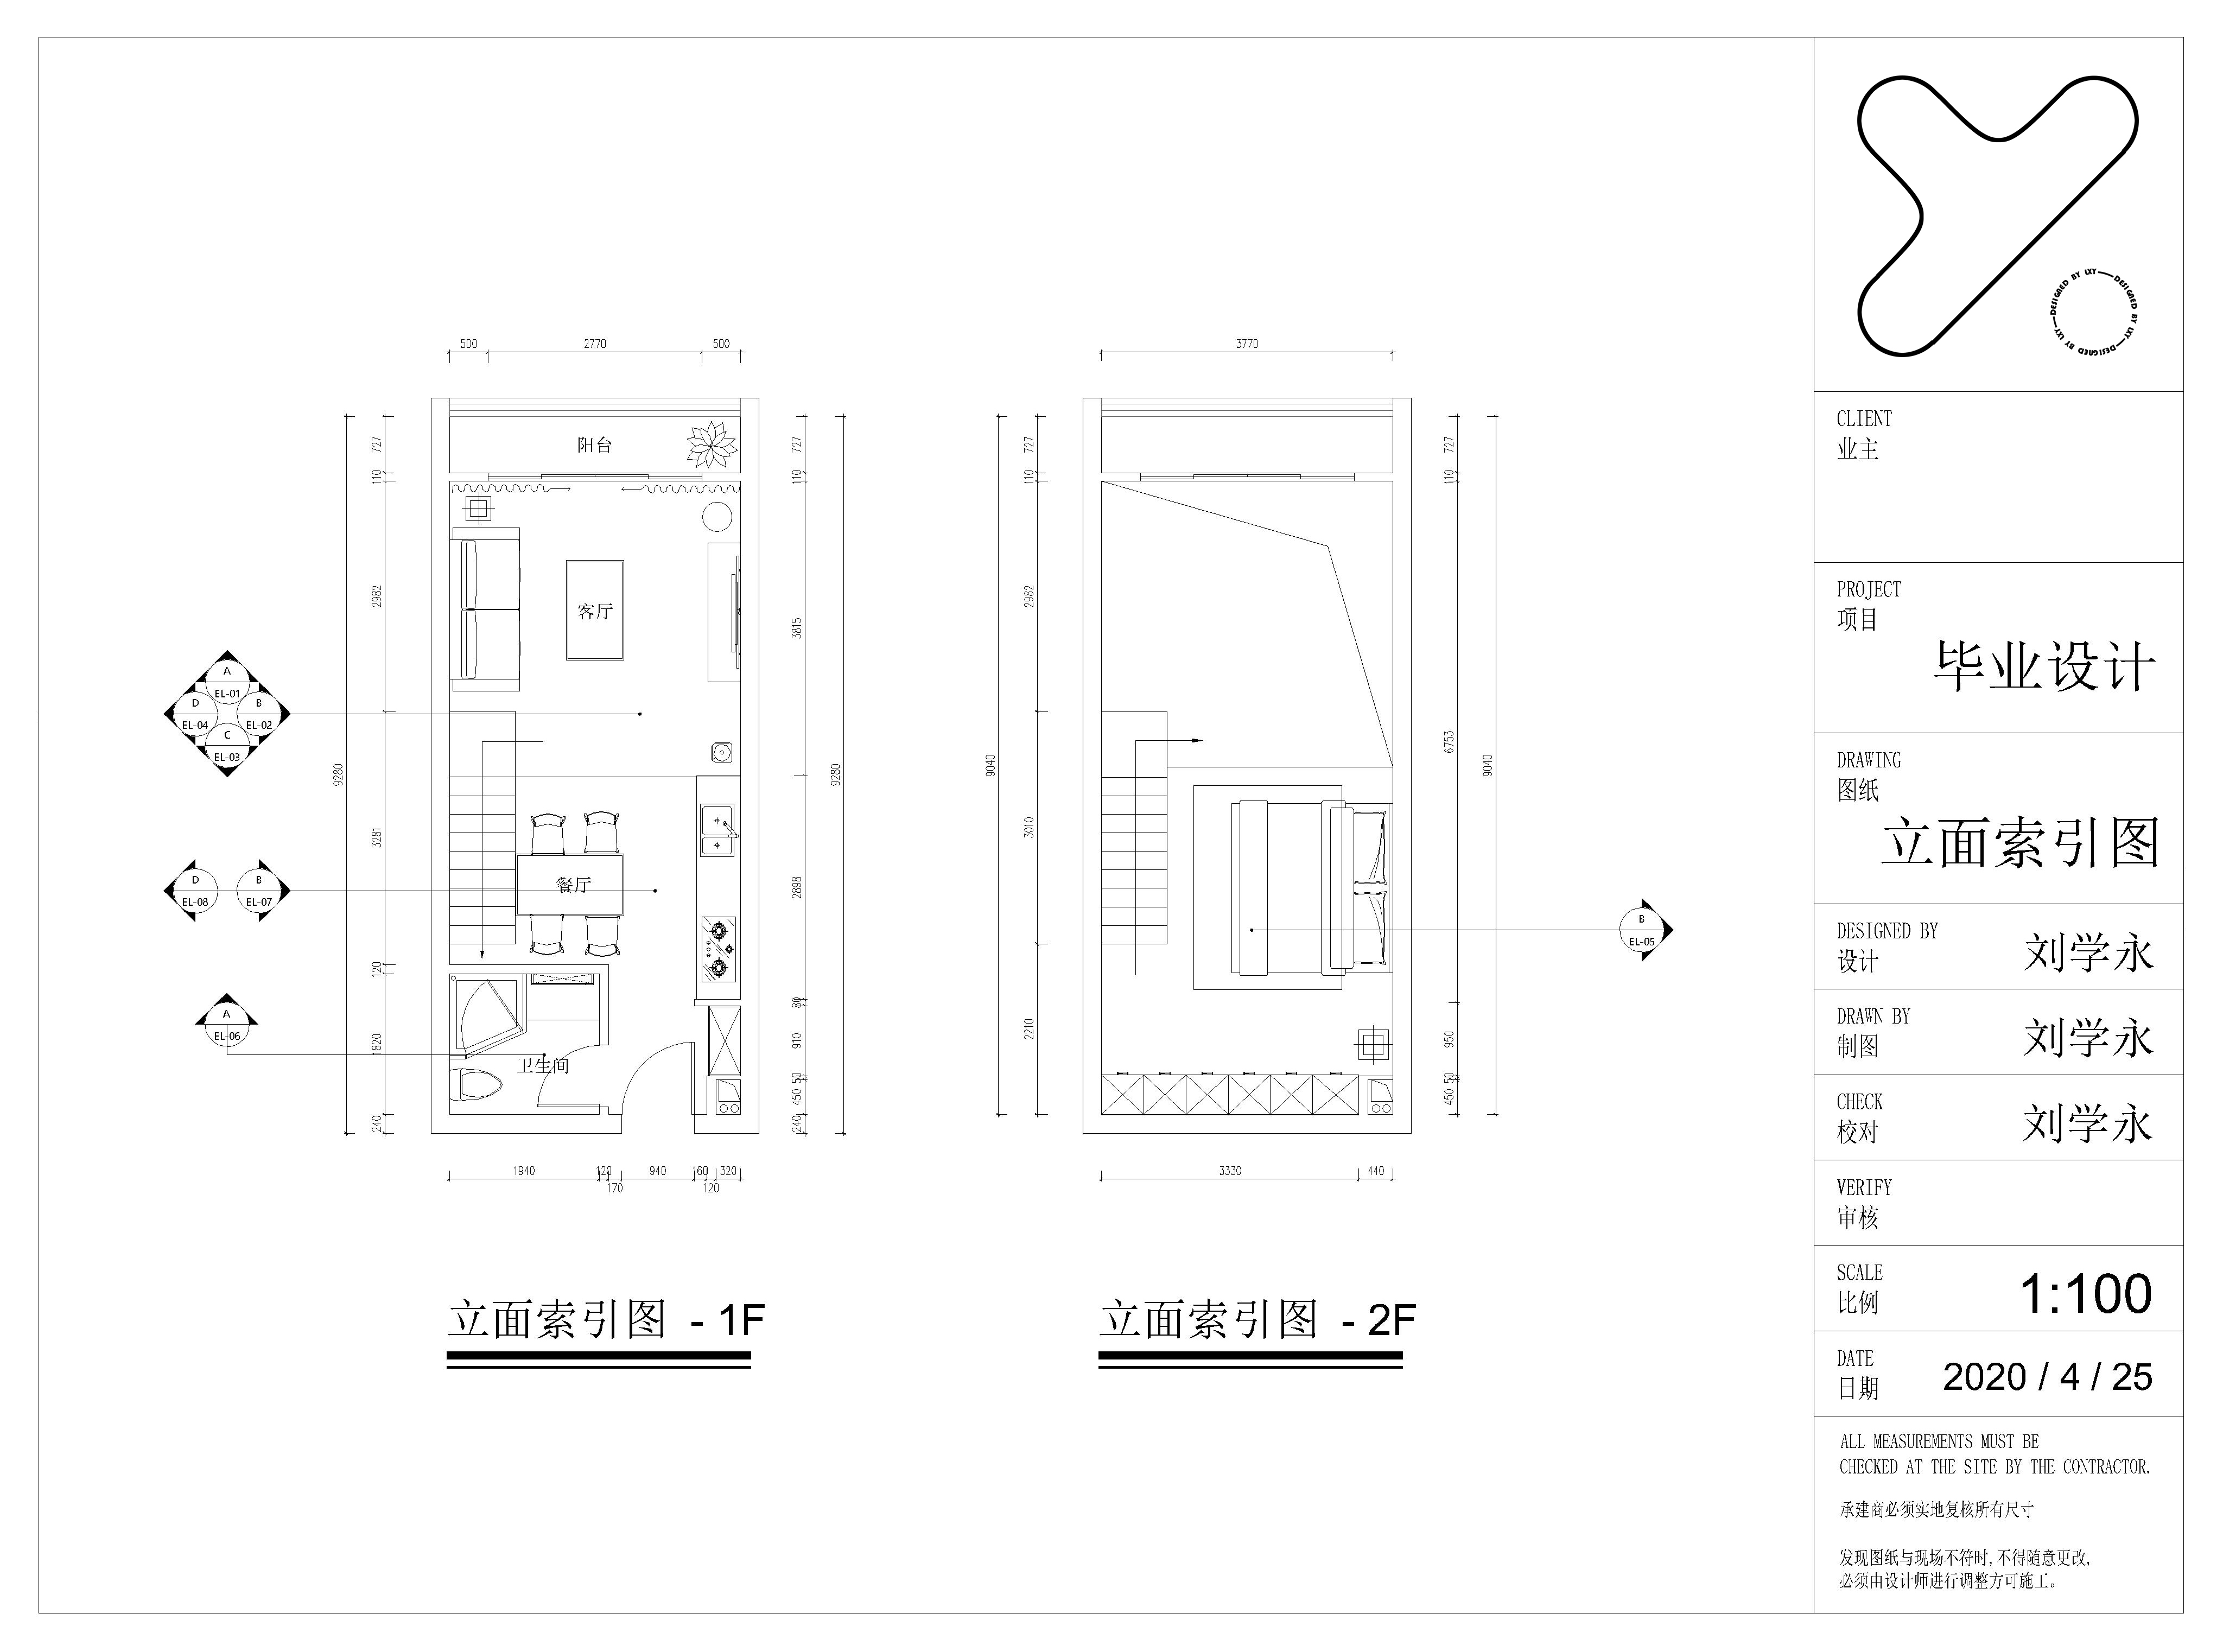 500 2770 500
727
110
2982
3281
120
1820
240
9280
阳台
客厅
餐厅
卫生间
727
110
3815
2898
80
910
50
450
240
9280
1940 120 940 160 320
170 120
A
EL-01
D
EL-04
B
EL-02
C
EL-03
D
EL-08
B
EL-07
A
EL-06
立面索引图 - 1F
3770
727
110
2982
3010
2210
9040
727
110
6753
950
50
450
9040
3330 440
B
EL-05
立面索引图 - 2F
DESIGNED BY LXY DESIGNED BY LXY DESIGNED BY LXY
CLIENT
业主
PROJECT
项目
毕业设计
DRAWING
图纸
立面索引图
DESIGNED BY
设计
刘学永
DRAWN BY
制图
刘学永
CHECK
校对
刘学永
VERIFY
审核
SCALE
比例
1:100
DATE
日期
2020 / 4 / 25
ALL MEASUREMENTS MUST BE
CHECKED AT THE SITE BY THE CONTRACTOR.
承建商必须实地复核所有尺寸
发现图纸与现场不符时,不得随意更改,
必须由设计师进行调整方可施工。